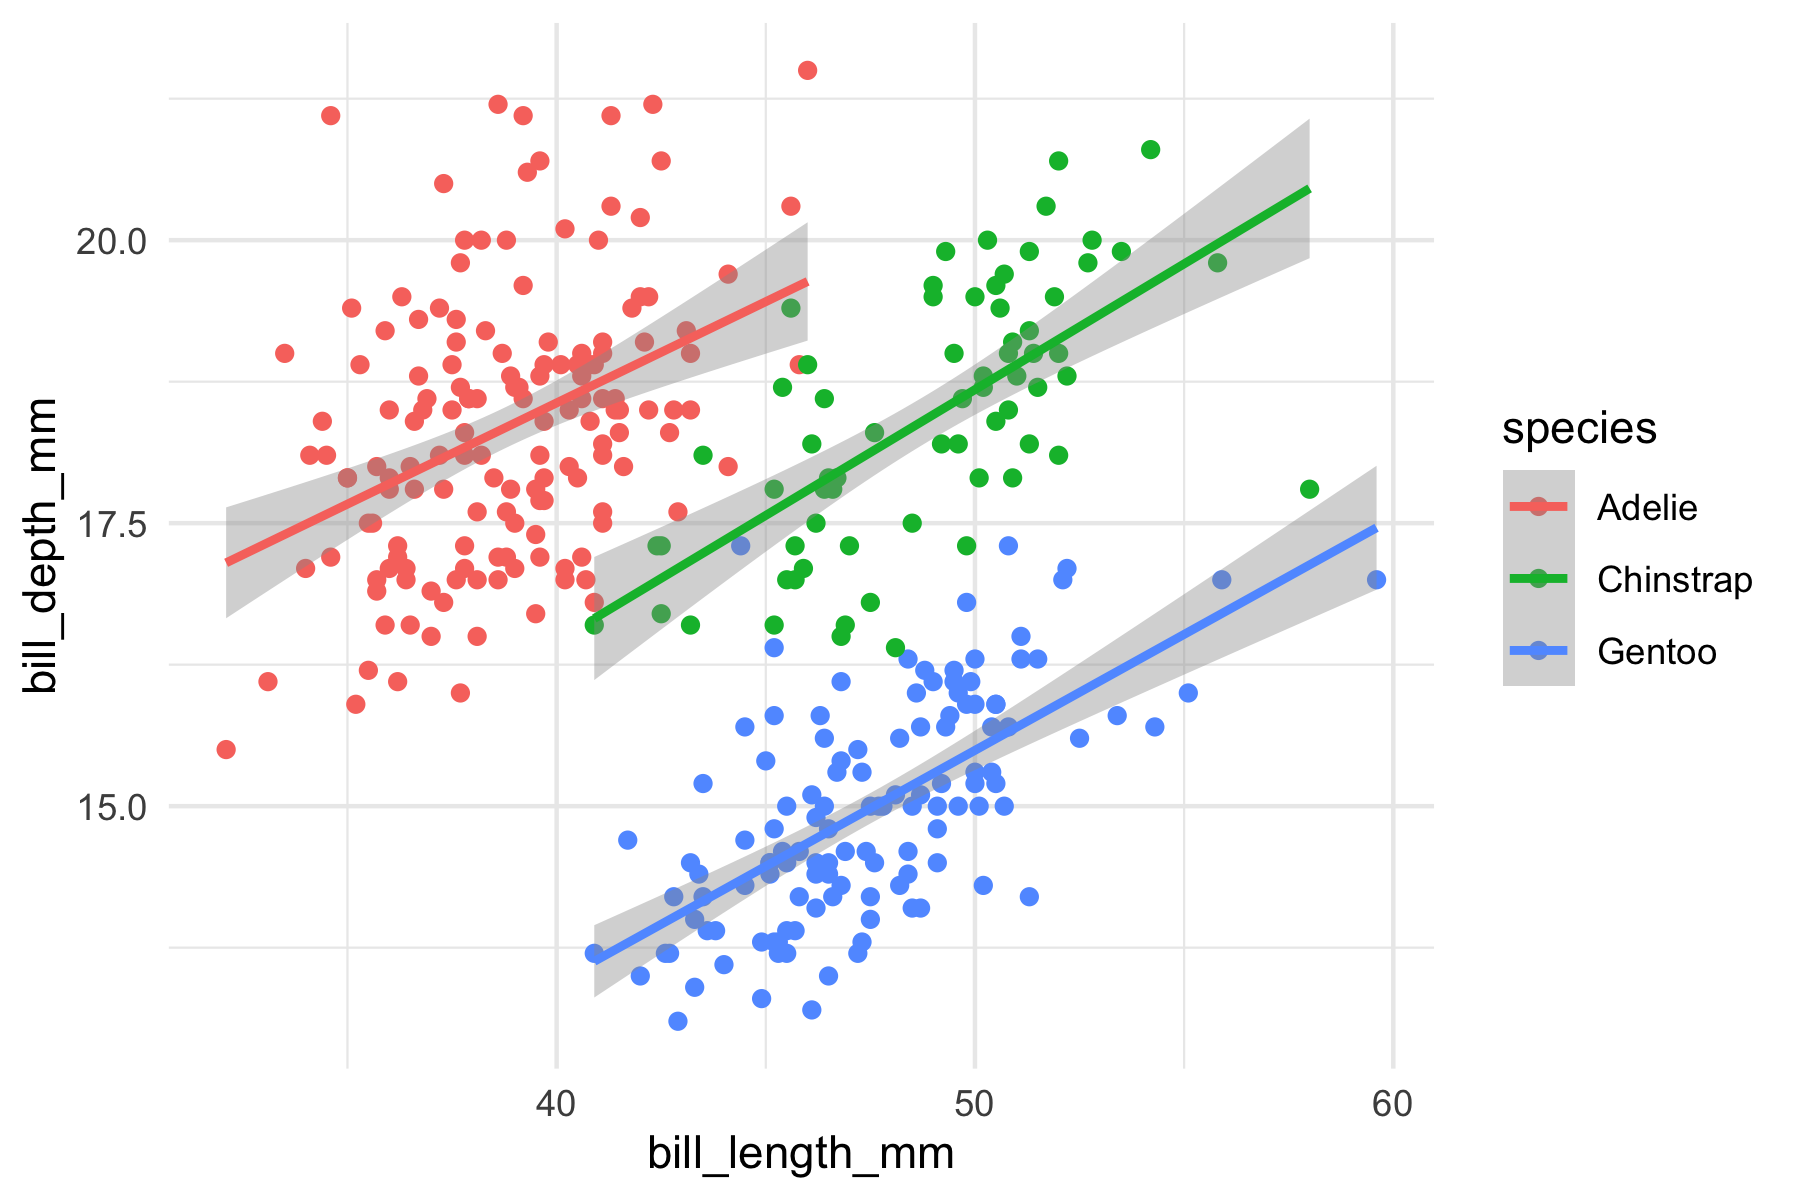 20.0
17.5
15.0
bill_depth_mm
40
50
60
bill_length_mm
species
Adelie
Chinstrap
Gentoo